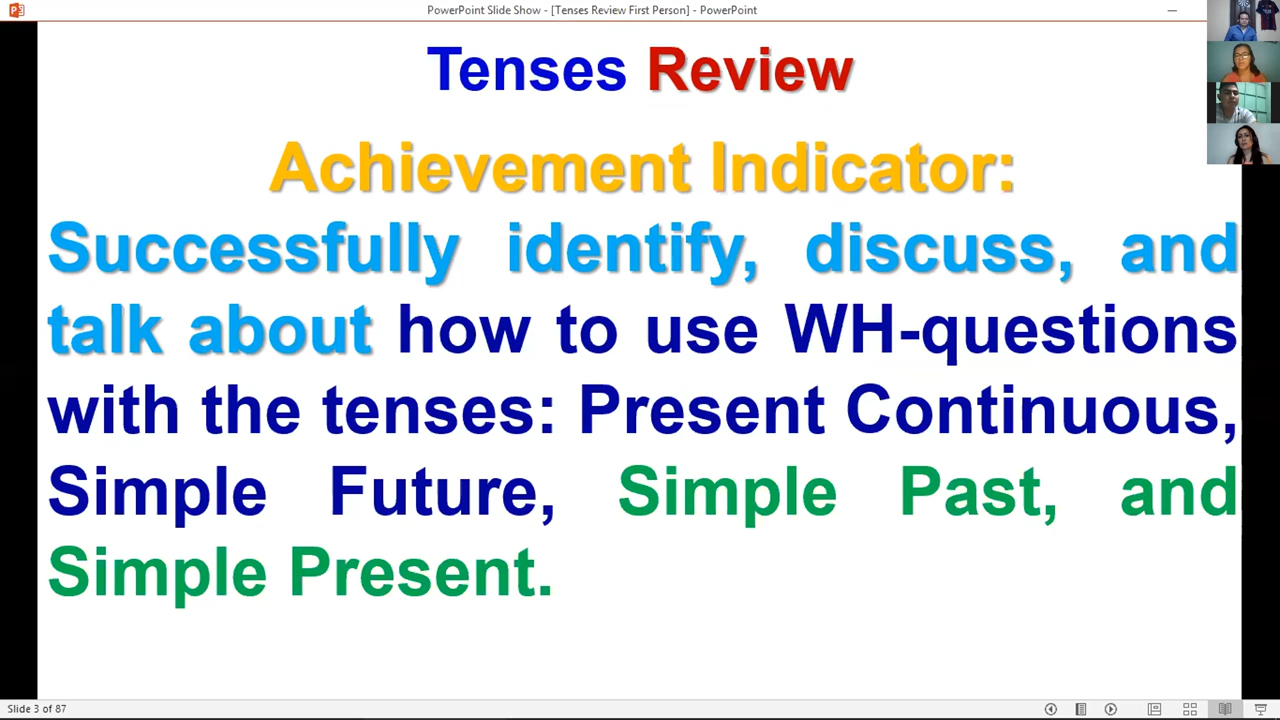 PowerPoint Slide Show - [Tenses Review First Person] - PowerPoint
Tenses Review
Achievement Indicator:
Successfully identify, discuss, and
talk about how to use WH-questions
with the tenses: Present Continuous,
Simple Future, Simple Past, and
Simple Present.
Slide 3 of 87